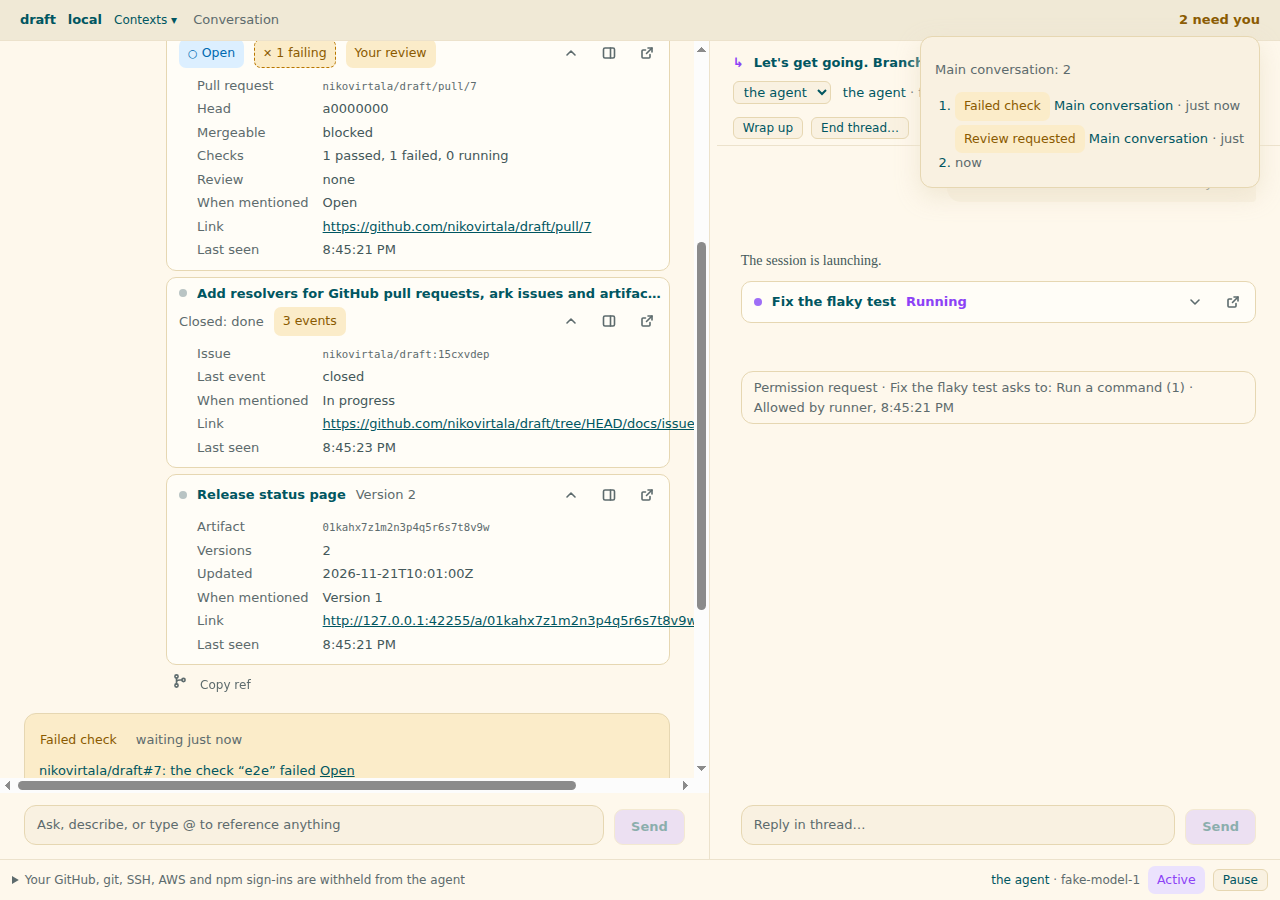 draft local Contexts ▾ Conversation 2 need you
○ Open × 1 failing Your review
Pull request nikovirtala/draft/pull/7
Head a0000000
Mergeable blocked
Checks 1 passed, 1 failed, 0 running
Review none
When mentioned Open
Link https://github.com/nikovirtala/draft/pull/7
Last seen 8:45:21 PM
Add resolvers for GitHub pull requests, ark issues and artifac…
Closed: done 3 events
Issue nikovirtala/draft:15cxvdep
Last event closed
When mentioned In progress
Link https://github.com/nikovirtala/draft/tree/HEAD/docs/issue
Last seen 8:45:23 PM
Release status page Version 2
Artifact 01kahx7z1m2n3p4q5r6s7t8v9w
Versions 2
Updated 2026-11-21T10:01:00Z
When mentioned Version 1
Link http://127.0.0.1:42255/a/01kahx7z1m2n3p4q5r6s7t8v9w
Last seen 8:45:21 PM
Copy ref
Failed check waiting just now
nikovirtala/draft#7: the check “e2e” failed Open
Ask, describe, or type @ to reference anything Send
↳ Let's get going. Branch
the agent the agent ·
Wrap up End thread…
Main conversation: 2
1. Failed check Main conversation · just now
Review requested Main conversation · just
2. now
The session is launching.
Fix the flaky test Running
Permission request · Fix the flaky test asks to: Run a command (1) ·
Allowed by runner, 8:45:21 PM
Reply in thread… Send
▶ Your GitHub, git, SSH, AWS and npm sign-ins are withheld from the agent
the agent · fake-model-1 Active Pause